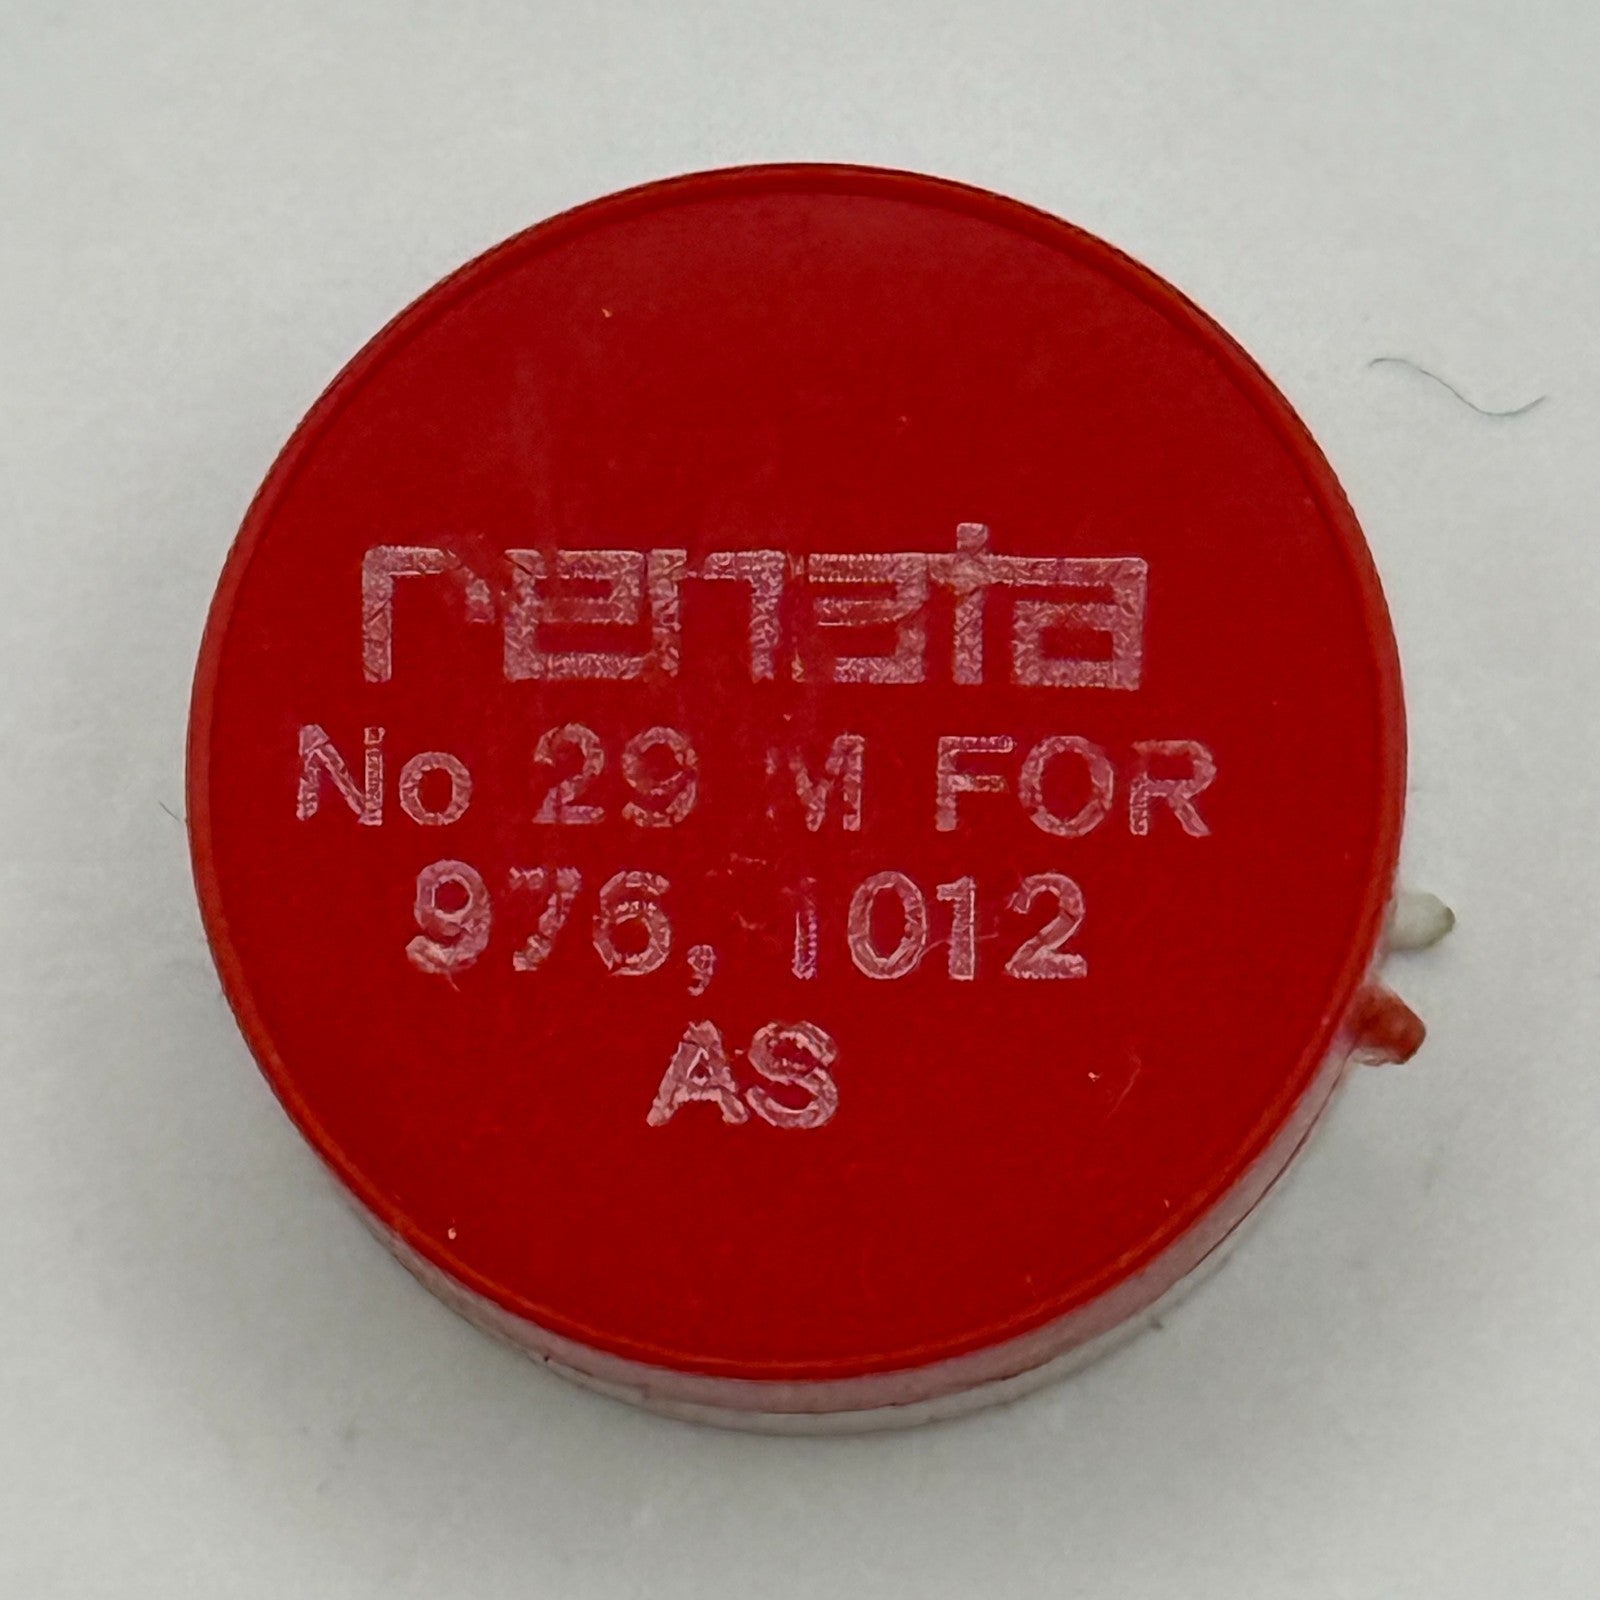 renata
No 29 M FOR
976, 1012
AS